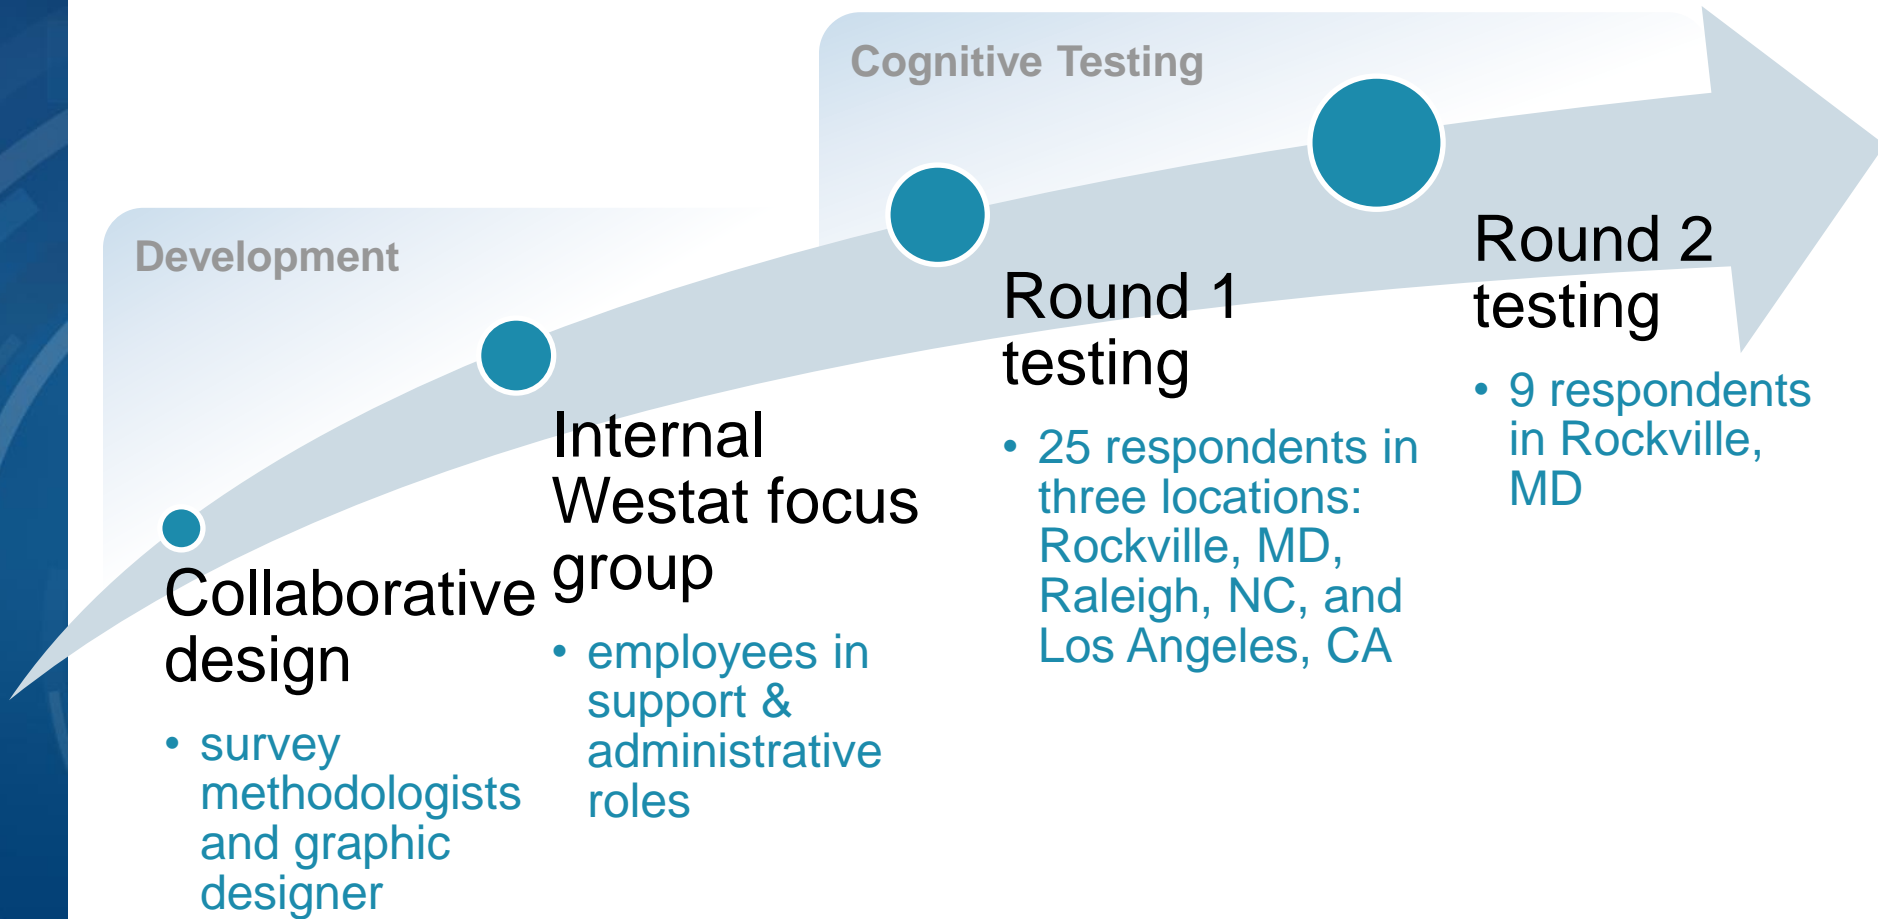 Cognitive Testing
Development
Collaborative
design
• survey
methodologists
and graphic
designer
Internal
Westat focus
group
• employees in
support &
administrative
roles
Round 1
testing
• 25 respondents in
three locations:
Rockville, MD,
Raleigh, NC, and
Los Angeles, CA
Round 2
testing
• 9 respondents
in Rockville,
MD